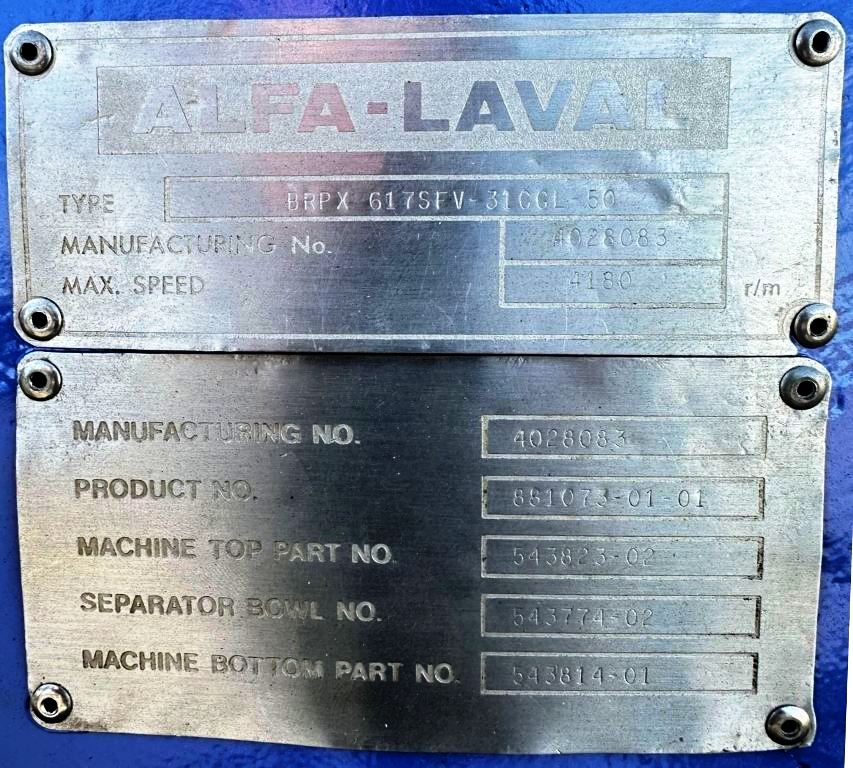 ALFA-LAVAL
TYPE BRPX 617SFV-31CGL-50
MANUFACTURING No. 4028083
MAX. SPEED 4180 r/m
MANUFACTURING NO. 4028083
PRODUCT NO. 881073-01-01
MACHINE TOP PART NO. 543823-02
SEPARATOR BOWL NO. 543774-02
MACHINE BOTTOM PART NO. 543814-01